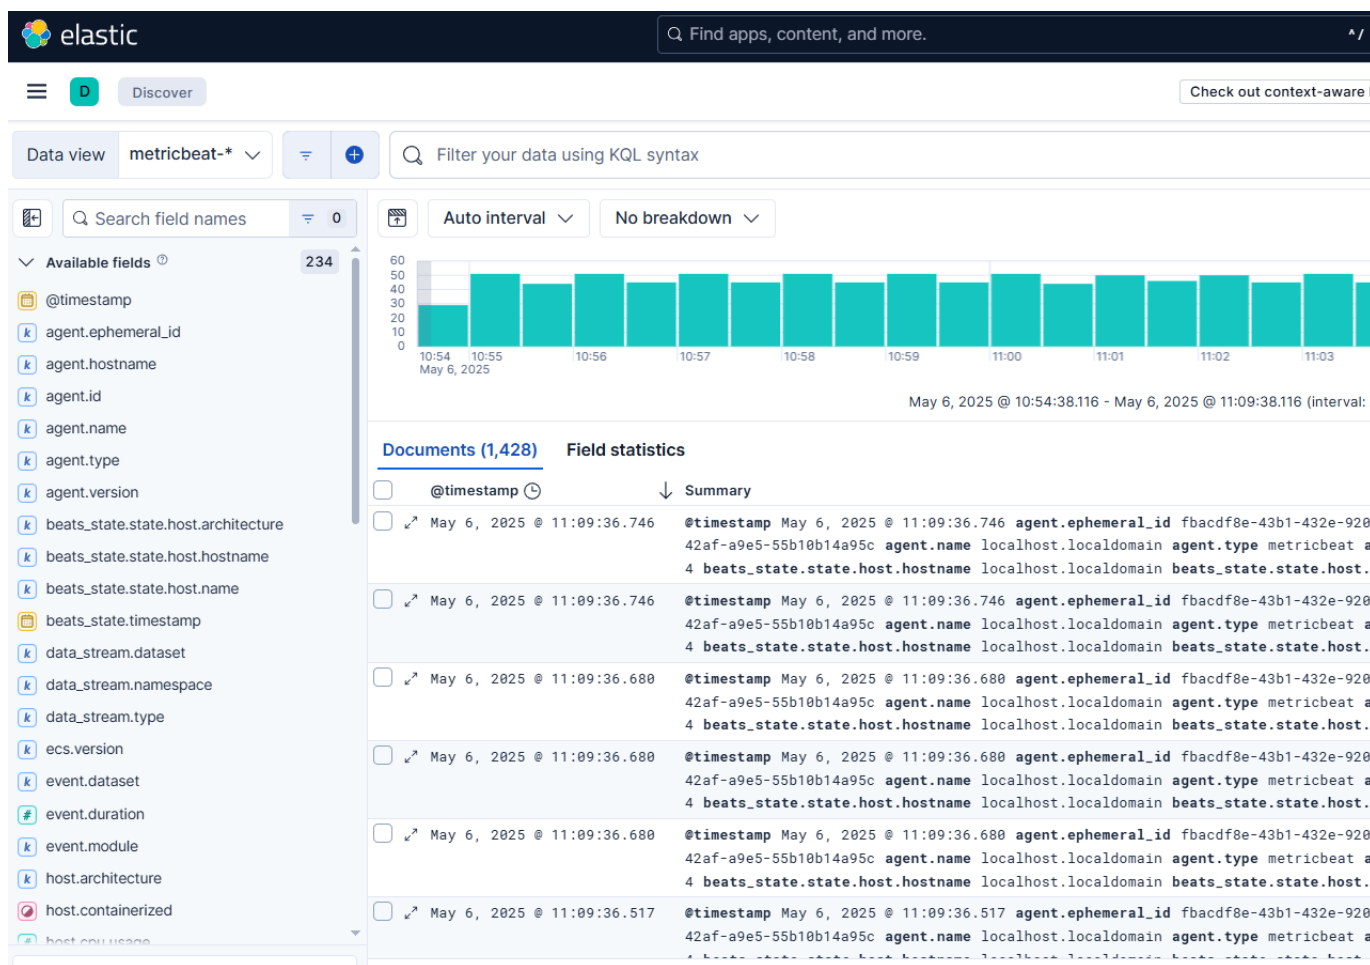 elastic
Find apps, content, and more.
^/
D
Discover
Check out context-aware
Data view
metricbeat-*
Filter your data using KQL syntax
Search field names
0
Auto interval
No breakdown
Available fields
234
@timestamp
agent.ephemeral_id
agent.hostname
agent.id
agent.name
agent.type
agent.version
beats_state.state.host.architecture
beats_state.state.host.hostname
beats_state.state.host.name
beats_state.timestamp
data_stream.dataset
data_stream.namespace
data_stream.type
ecs.version
event.dataset
event.duration
event.module
host.architecture
host.containerized
host.cpu.usage
60
50
40
30
20
10
0
10:54 10:55 10:56 10:57 10:58 10:59 11:00 11:01 11:02 11:03
May 6, 2025
May 6, 2025 @ 10:54:38.116 - May 6, 2025 @ 11:09:38.116 (interval:
Documents (1,428) Field statistics
@timestamp Summary
May 6, 2025 @ 11:09:36.746 @timestamp May 6, 2025 @ 11:09:36.746 agent.ephemeral_id fbacdf8e-43b1-432e-920
42af-a9e5-55b10b14a95c agent.name localhost.localdomain agent.type metricbeat a
4 beats_state.state.host.hostname localhost.localdomain beats_state.state.host.
May 6, 2025 @ 11:09:36.746 @timestamp May 6, 2025 @ 11:09:36.746 agent.ephemeral_id fbacdf8e-43b1-432e-920
42af-a9e5-55b10b14a95c agent.name localhost.localdomain agent.type metricbeat a
4 beats_state.state.host.hostname localhost.localdomain beats_state.state.host.
May 6, 2025 @ 11:09:36.680 @timestamp May 6, 2025 @ 11:09:36.680 agent.ephemeral_id fbacdf8e-43b1-432e-920
42af-a9e5-55b10b14a95c agent.name localhost.localdomain agent.type metricbeat a
4 beats_state.state.host.hostname localhost.localdomain beats_state.state.host.
May 6, 2025 @ 11:09:36.680 @timestamp May 6, 2025 @ 11:09:36.680 agent.ephemeral_id fbacdf8e-43b1-432e-920
42af-a9e5-55b10b14a95c agent.name localhost.localdomain agent.type metricbeat a
4 beats_state.state.host.hostname localhost.localdomain beats_state.state.host.
May 6, 2025 @ 11:09:36.680 @timestamp May 6, 2025 @ 11:09:36.680 agent.ephemeral_id fbacdf8e-43b1-432e-920
42af-a9e5-55b10b14a95c agent.name localhost.localdomain agent.type metricbeat a
4 beats_state.state.host.hostname localhost.localdomain beats_state.state.host.
May 6, 2025 @ 11:09:36.517 @timestamp May 6, 2025 @ 11:09:36.517 agent.ephemeral_id fbacdf8e-43b1-432e-920
42af-a9e5-55b10b14a95c agent.name localhost.localdomain agent.type metricbeat a